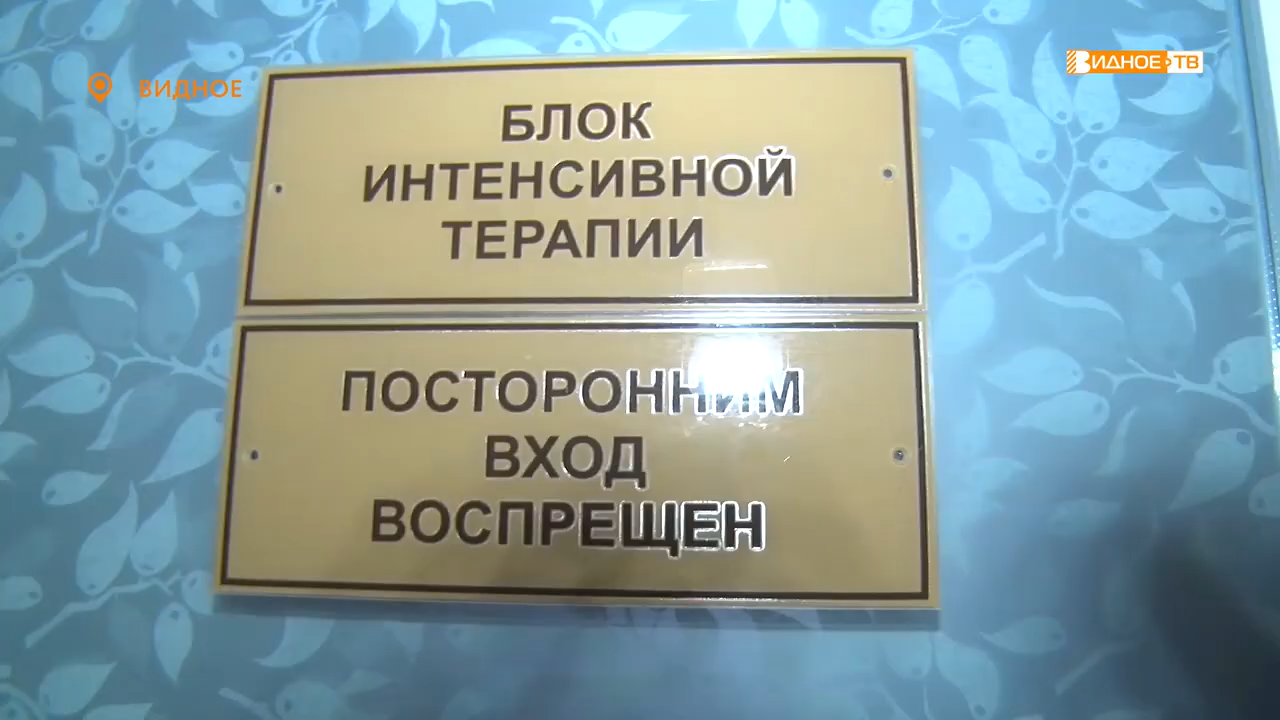 ВИДНОЕ
ВИДНОЕ ТВ
БЛОК
ИНТЕНСИВНОЙ
ТЕРАПИИ
ПОСТОРОННИМ
ВХОД
ВОСПРЕЩЕН